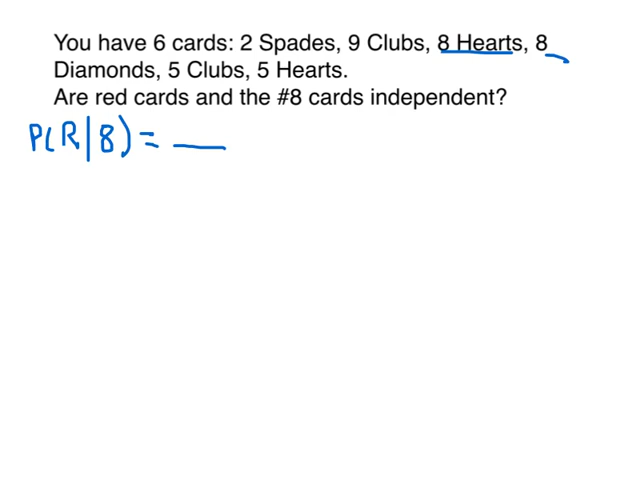 You have 6 cards: 2 Spades, 9 Clubs, 8 Hearts, 8
Diamonds, 5 Clubs, 5 Hearts.
Are red cards and the #8 cards independent?
P(R|8) = __